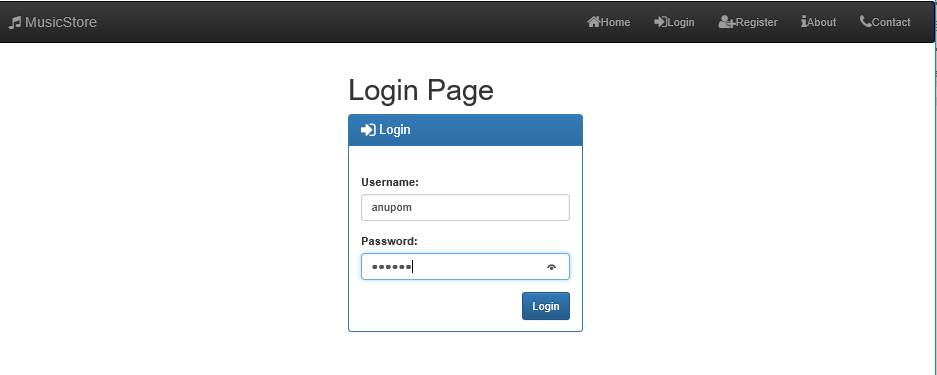 MusicStore Home Login Register About Contact
Login Page
Login
Username:
anupom
Password:
••••••
Login